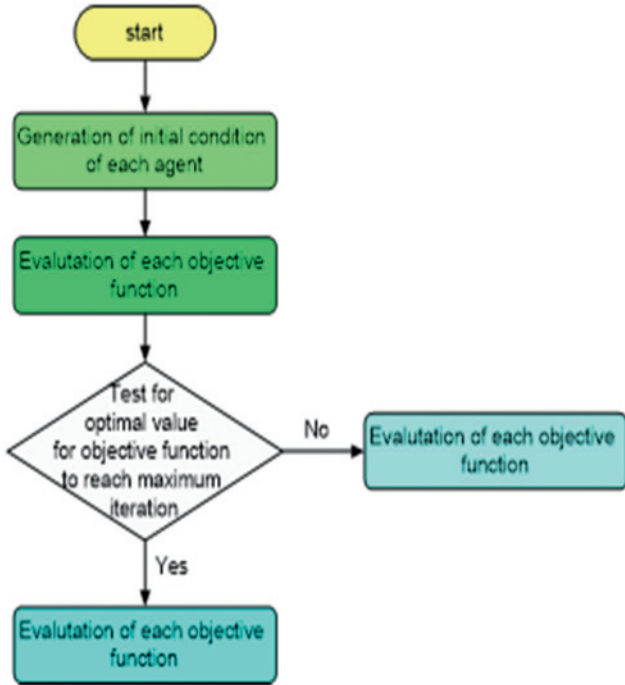 start
Generation of initial condition
of each agent
Evalutation of each objective
function
Test for
optimal value
for objective function
to reach maximum
iteration
No
Evalutation of each objective
function
Yes
Evalutation of each objective
function